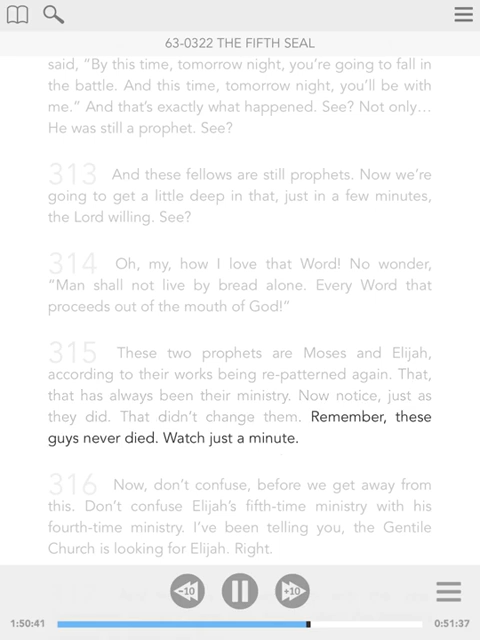 63-0322 THE FIFTH SEAL
said, “By this time, tomorrow night, you’re going to fall in
the battle. And this time, tomorrow night, you’ll be with
me.” And that’s exactly what happened. See? Not only…
He was still a prophet. See?
313 And these fellows are still prophets. Now we’re
going to get a little deep in that, just in a few minutes,
the Lord willing. See?
314 Oh, my, how I love that Word! No wonder,
“Man shall not live by bread alone. Every Word that
proceeds out of the mouth of God!”
315 These two prophets are Moses and Elijah,
according to their works being re-patterned again. That,
that has always been their ministry. Now notice, just as
they did. That didn’t change them. Remember, these
guys never died. Watch just a minute.
316 Now, don’t confuse, before we get away from
this. Don’t confuse Elijah’s fifth-time ministry with his
fourth-time ministry. I’ve been telling you, the Gentile
Church is looking for Elijah. Right.
-10
+10
1:50:41
0:51:37